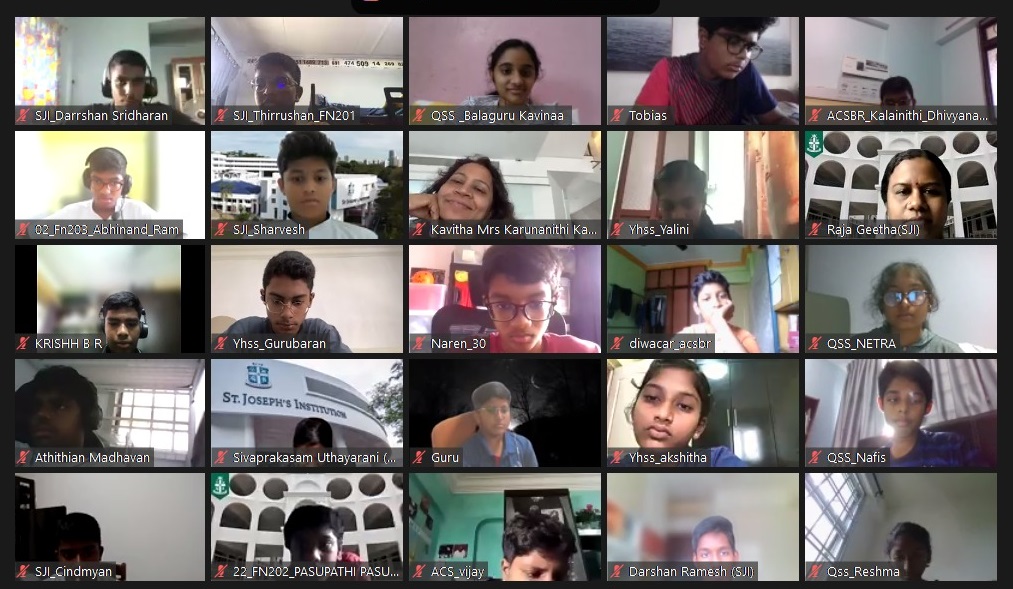 SJI_Darrshan Sridharan
SJI_Thirrushan_FN201
QSS _Balaguru Kavinaa
Tobias
ACSBR_Kalainithi_Dhivyana...
02_Fn203_Abhinand_Ram
SJI_Sharvesh
Kavitha Mrs Karunanithi Ka...
Yhss_Yalini
Raja Geetha(SJI)
KRISHH B R
Yhss_Gurubaran
Naren_30
diwacar_acsbr
QSS_NETRA
Athithian Madhavan
ST. JOSEPH'S INSTITUTION
Sivaprakasam Uthayarani (...
Guru
Yhss_akshitha
QSS_Nafis
SJI_Cindmyan
22_FN202_PASUPATHI PASU...
ACS_vijay
Darshan Ramesh (SJI)
Qss_Reshma